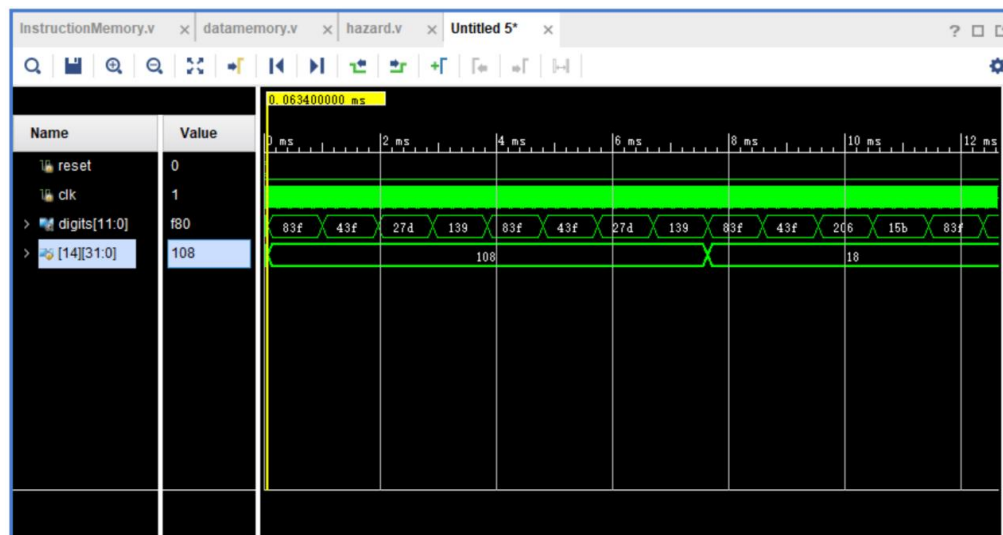 InstructionMemory.v × datamemory.v × hazard.v × Untitled 5* ×
0.063400000 ms
Name Value
0 ms 2 ms 4 ms 6 ms 8 ms 10 ms 12 ms
reset 0
clk 1
digits[11:0] f80 83f 43f 27d 139 83f 43f 27d 139 83f 43f 206 15b 83f
[14][31:0] 108 108 18